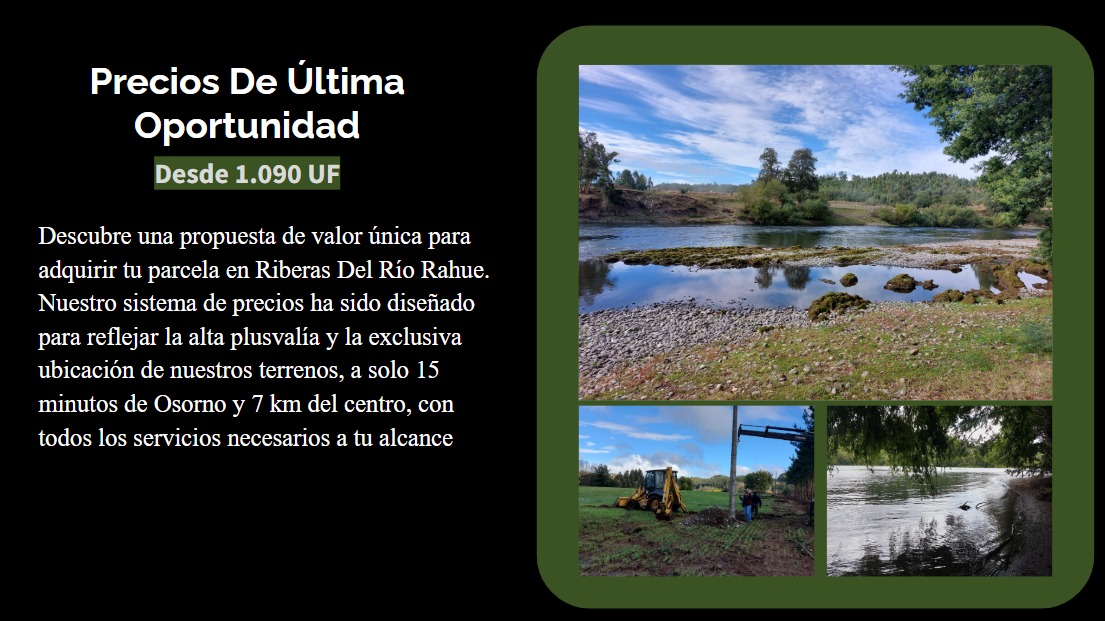 Precios De Última
Oportunidad
Desde 1.090 UF
Descubre una propuesta de valor única para
adquirir tu parcela en Riberas Del Río Rahue.
Nuestro sistema de precios ha sido diseñado
para reflejar la alta plusvalía y la exclusiva
ubicación de nuestros terrenos, a solo 15
minutos de Osorno y 7 km del centro, con
todos los servicios necesarios a tu alcance